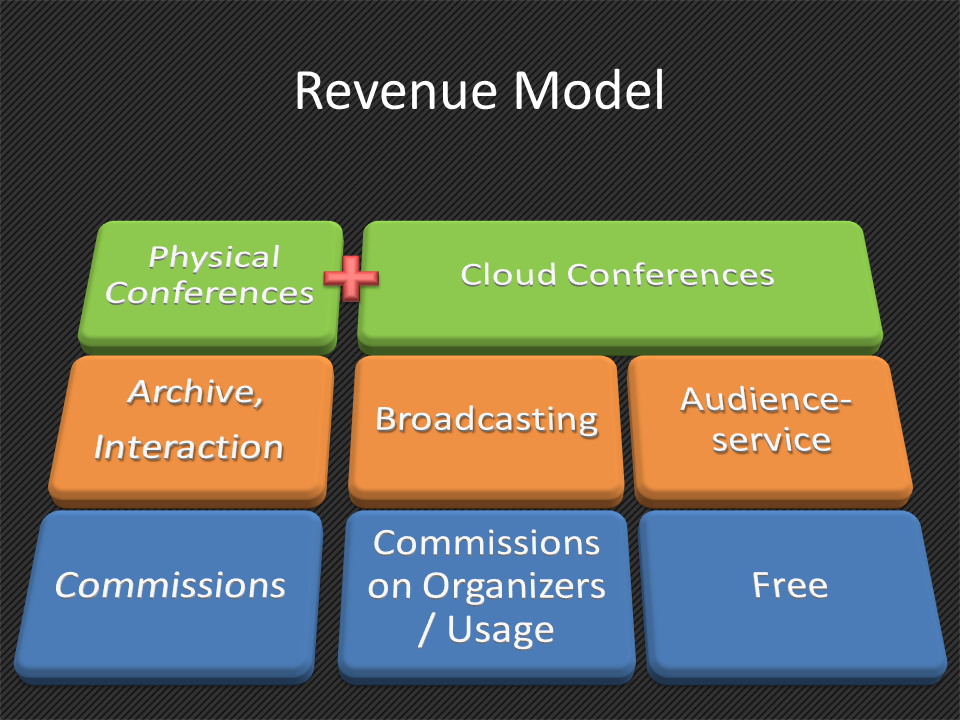 Revenue Model
Physical
Conferences
Cloud Conferences
Archive,
Interaction
Broadcasting
Audience-
service
Commissions
Commissions
on Organizers
/ Usage
Free